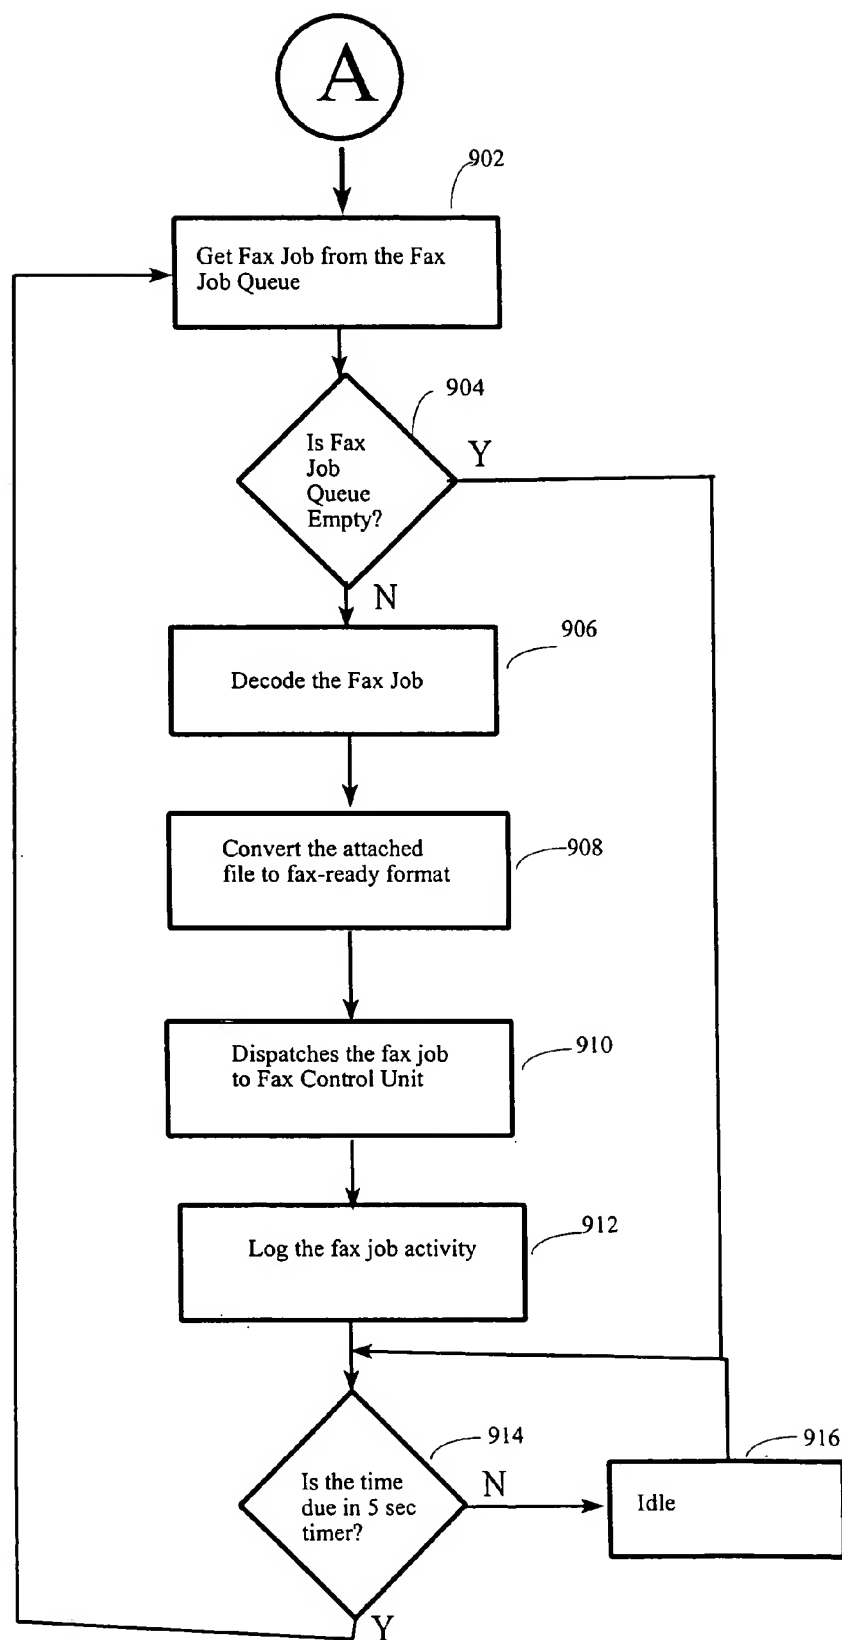 A
902
Get Fax Job from the Fax
Job Queue
904
Is Fax
Job
Queue
Empty?
Y
N
906
Decode the Fax Job
Convert the attached
file to fax-ready format
908
Dispatches the fax job
to Fax Control Unit
910
Log the fax job activity
912
914
Is the time
due in 5 sec
timer?
N
916
Idle
Y